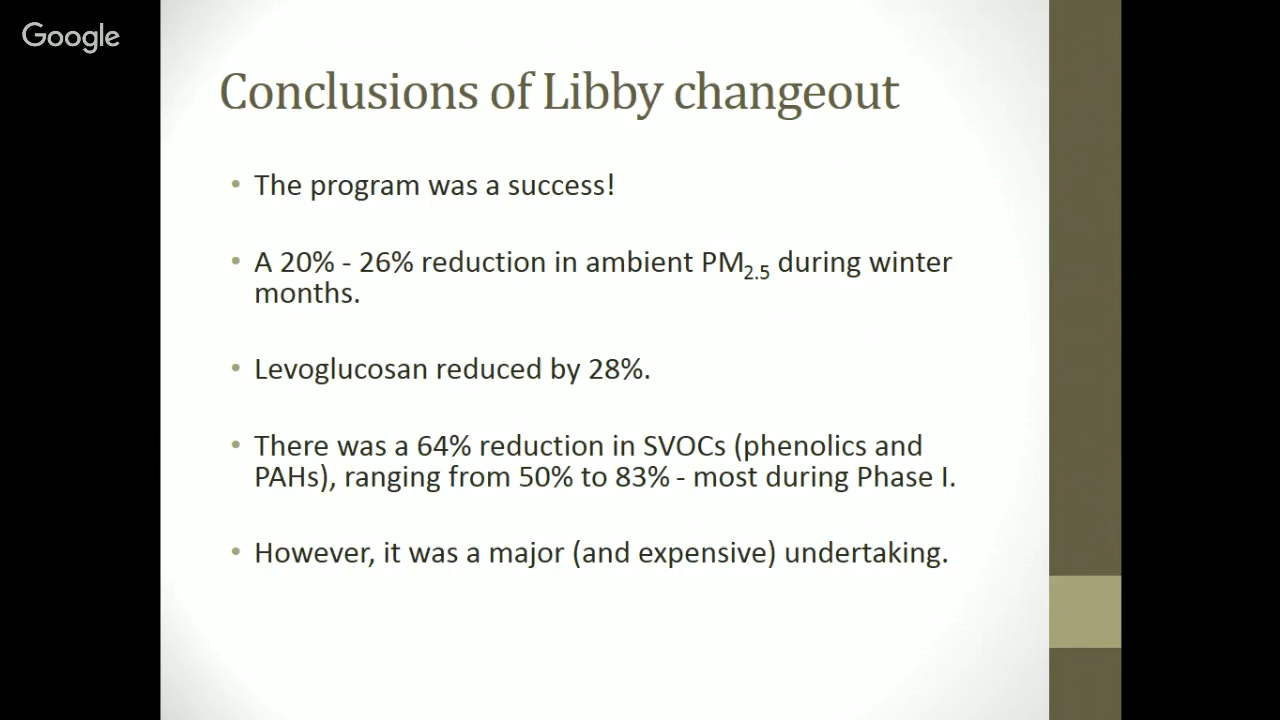 Google
Conclusions of Libby changeout
• The program was a success!
• A 20% - 26% reduction in ambient PM2.5 during winter
months.
• Levoglucosan reduced by 28%.
• There was a 64% reduction in SVOCs (phenolics and
PAHs), ranging from 50% to 83% - most during Phase I.
• However, it was a major (and expensive) undertaking.